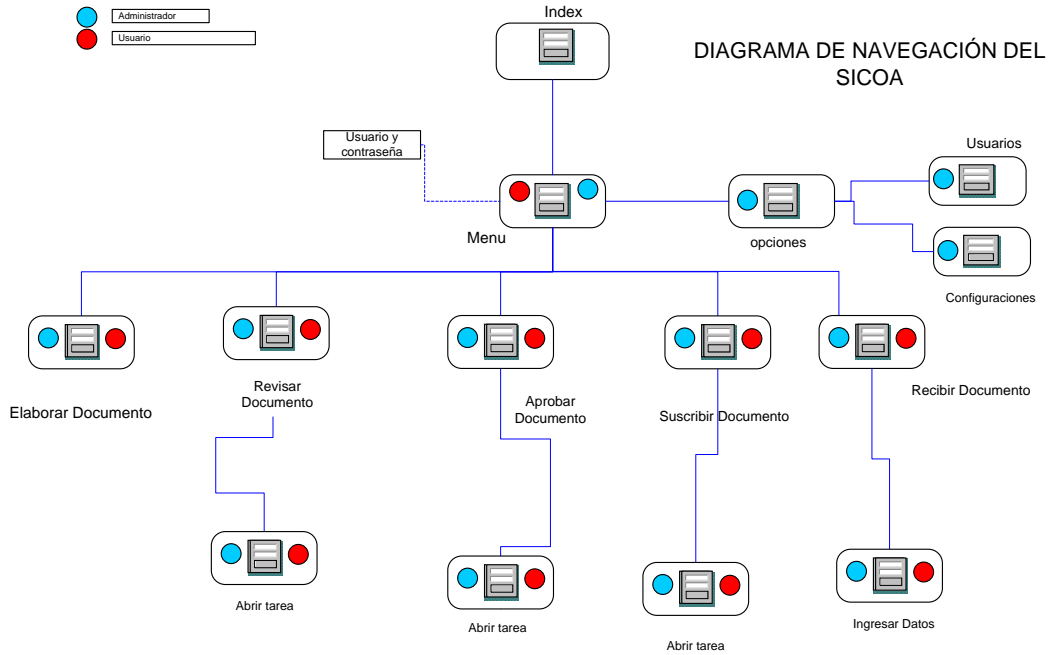 Administrador
Usuario
Index
DIAGRAMA DE NAVEGACIÓN DEL
SICOA
Usuario y
contraseña
Usuarios
Menu
opciones
Configuraciones
Elaborar Documento
Revisar
Documento
Aprobar
Documento
Suscribir Documento
Recibir Documento
Abrir tarea
Abrir tarea
Abrir tarea
Ingresar Datos